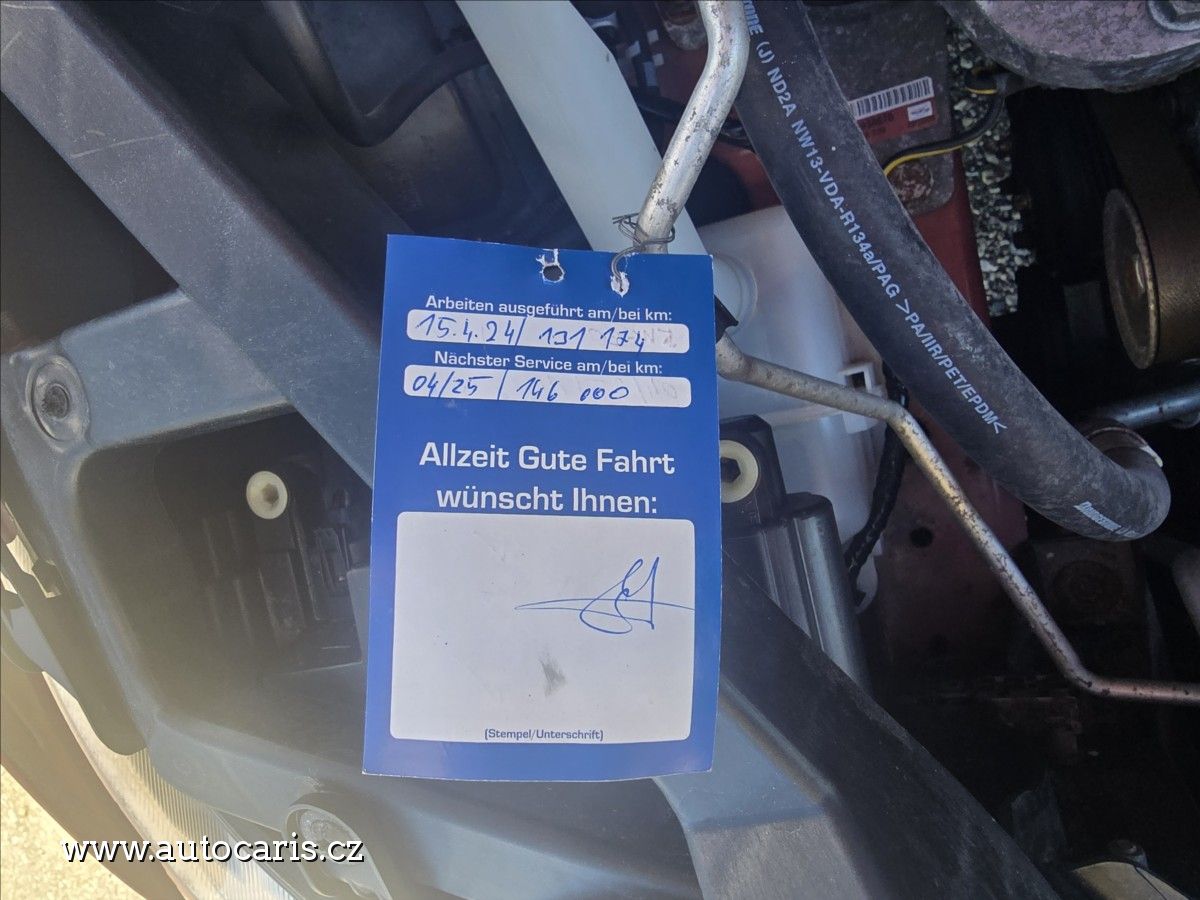 Arbeiten ausgeführt am/bei km:
15.4.24/ 131 174
Nächster Service am/bei km:
04/25 / 146 000
Allzeit Gute Fahrt
wünscht Ihnen:
(Stempel/Unterschrift)
(J) ND2A NW13-VDA-R134a/PAG >PA/IIR/PET/EPDM<
www.autocaris.cz